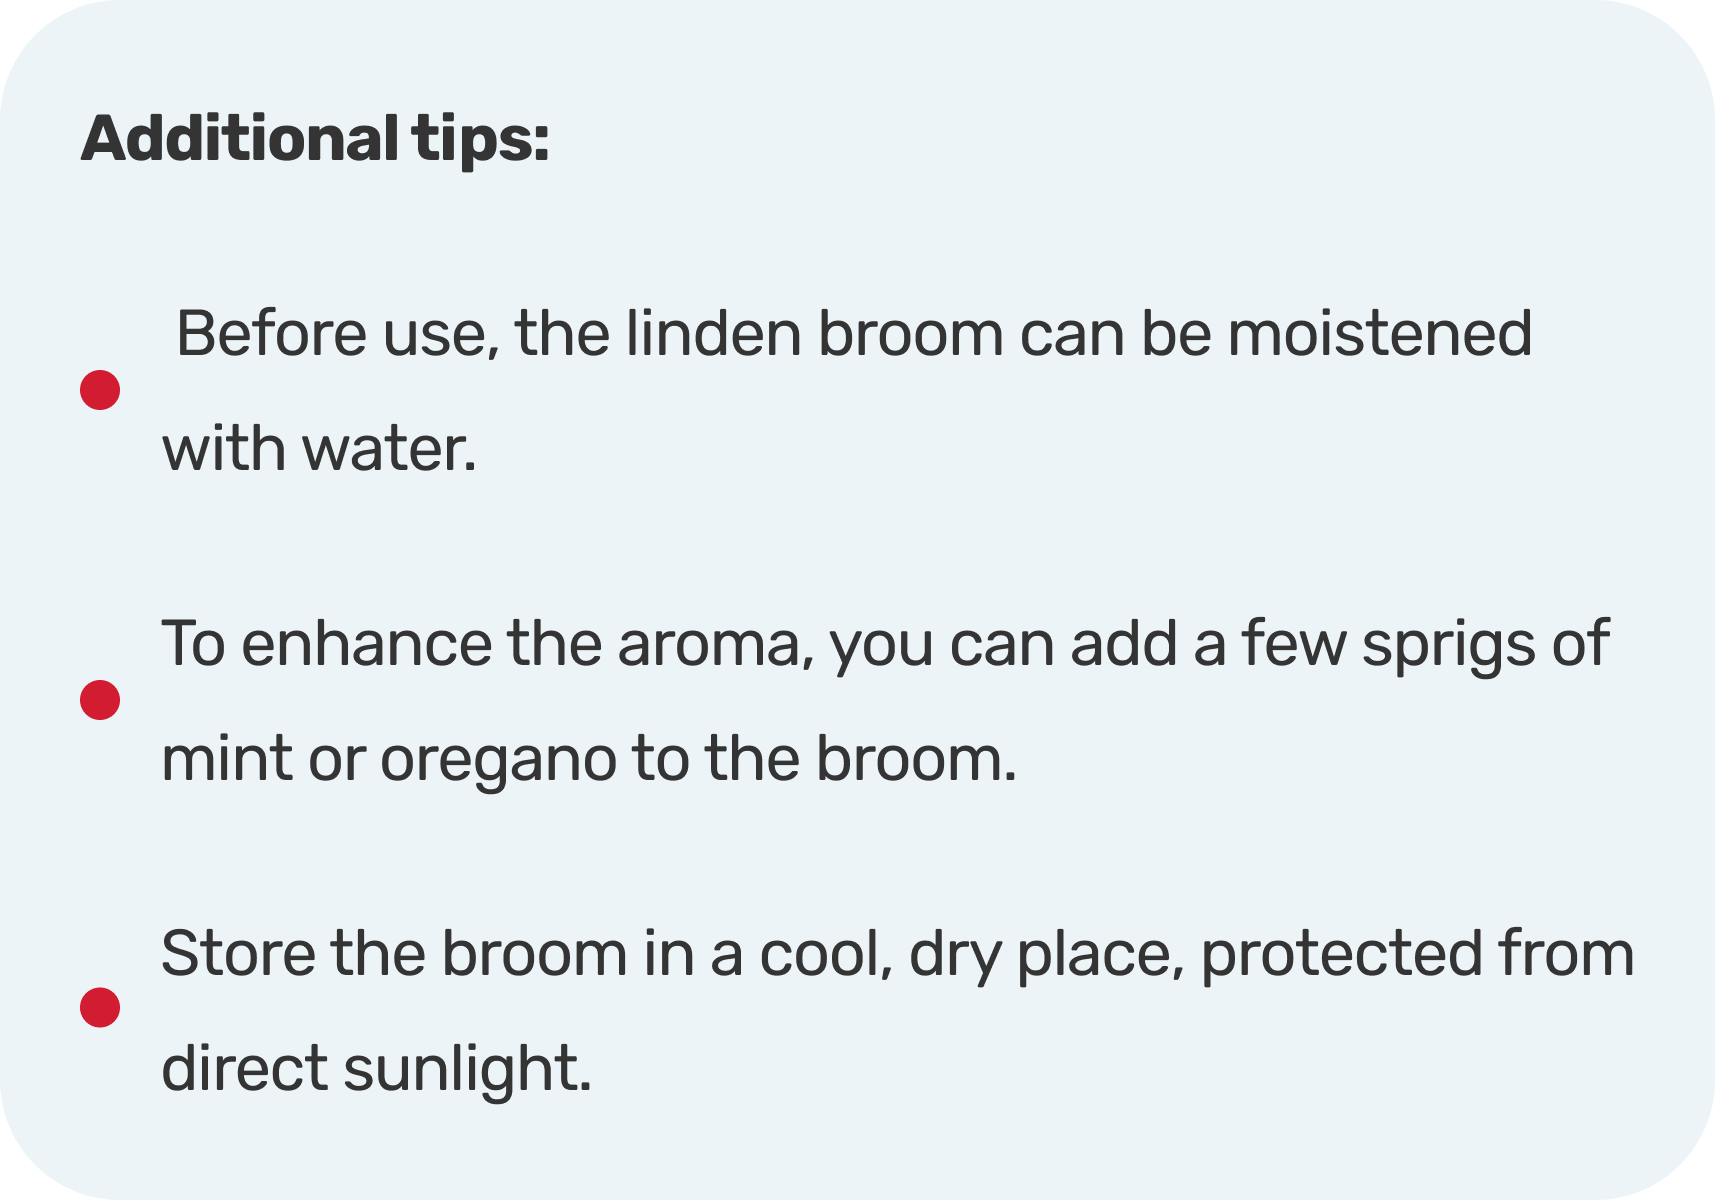 Additional tips:
Before use, the linden broom can be moistened
with water.
To enhance the aroma, you can add a few sprigs of
mint or oregano to the broom.
Store the broom in a cool, dry place, protected from
direct sunlight.